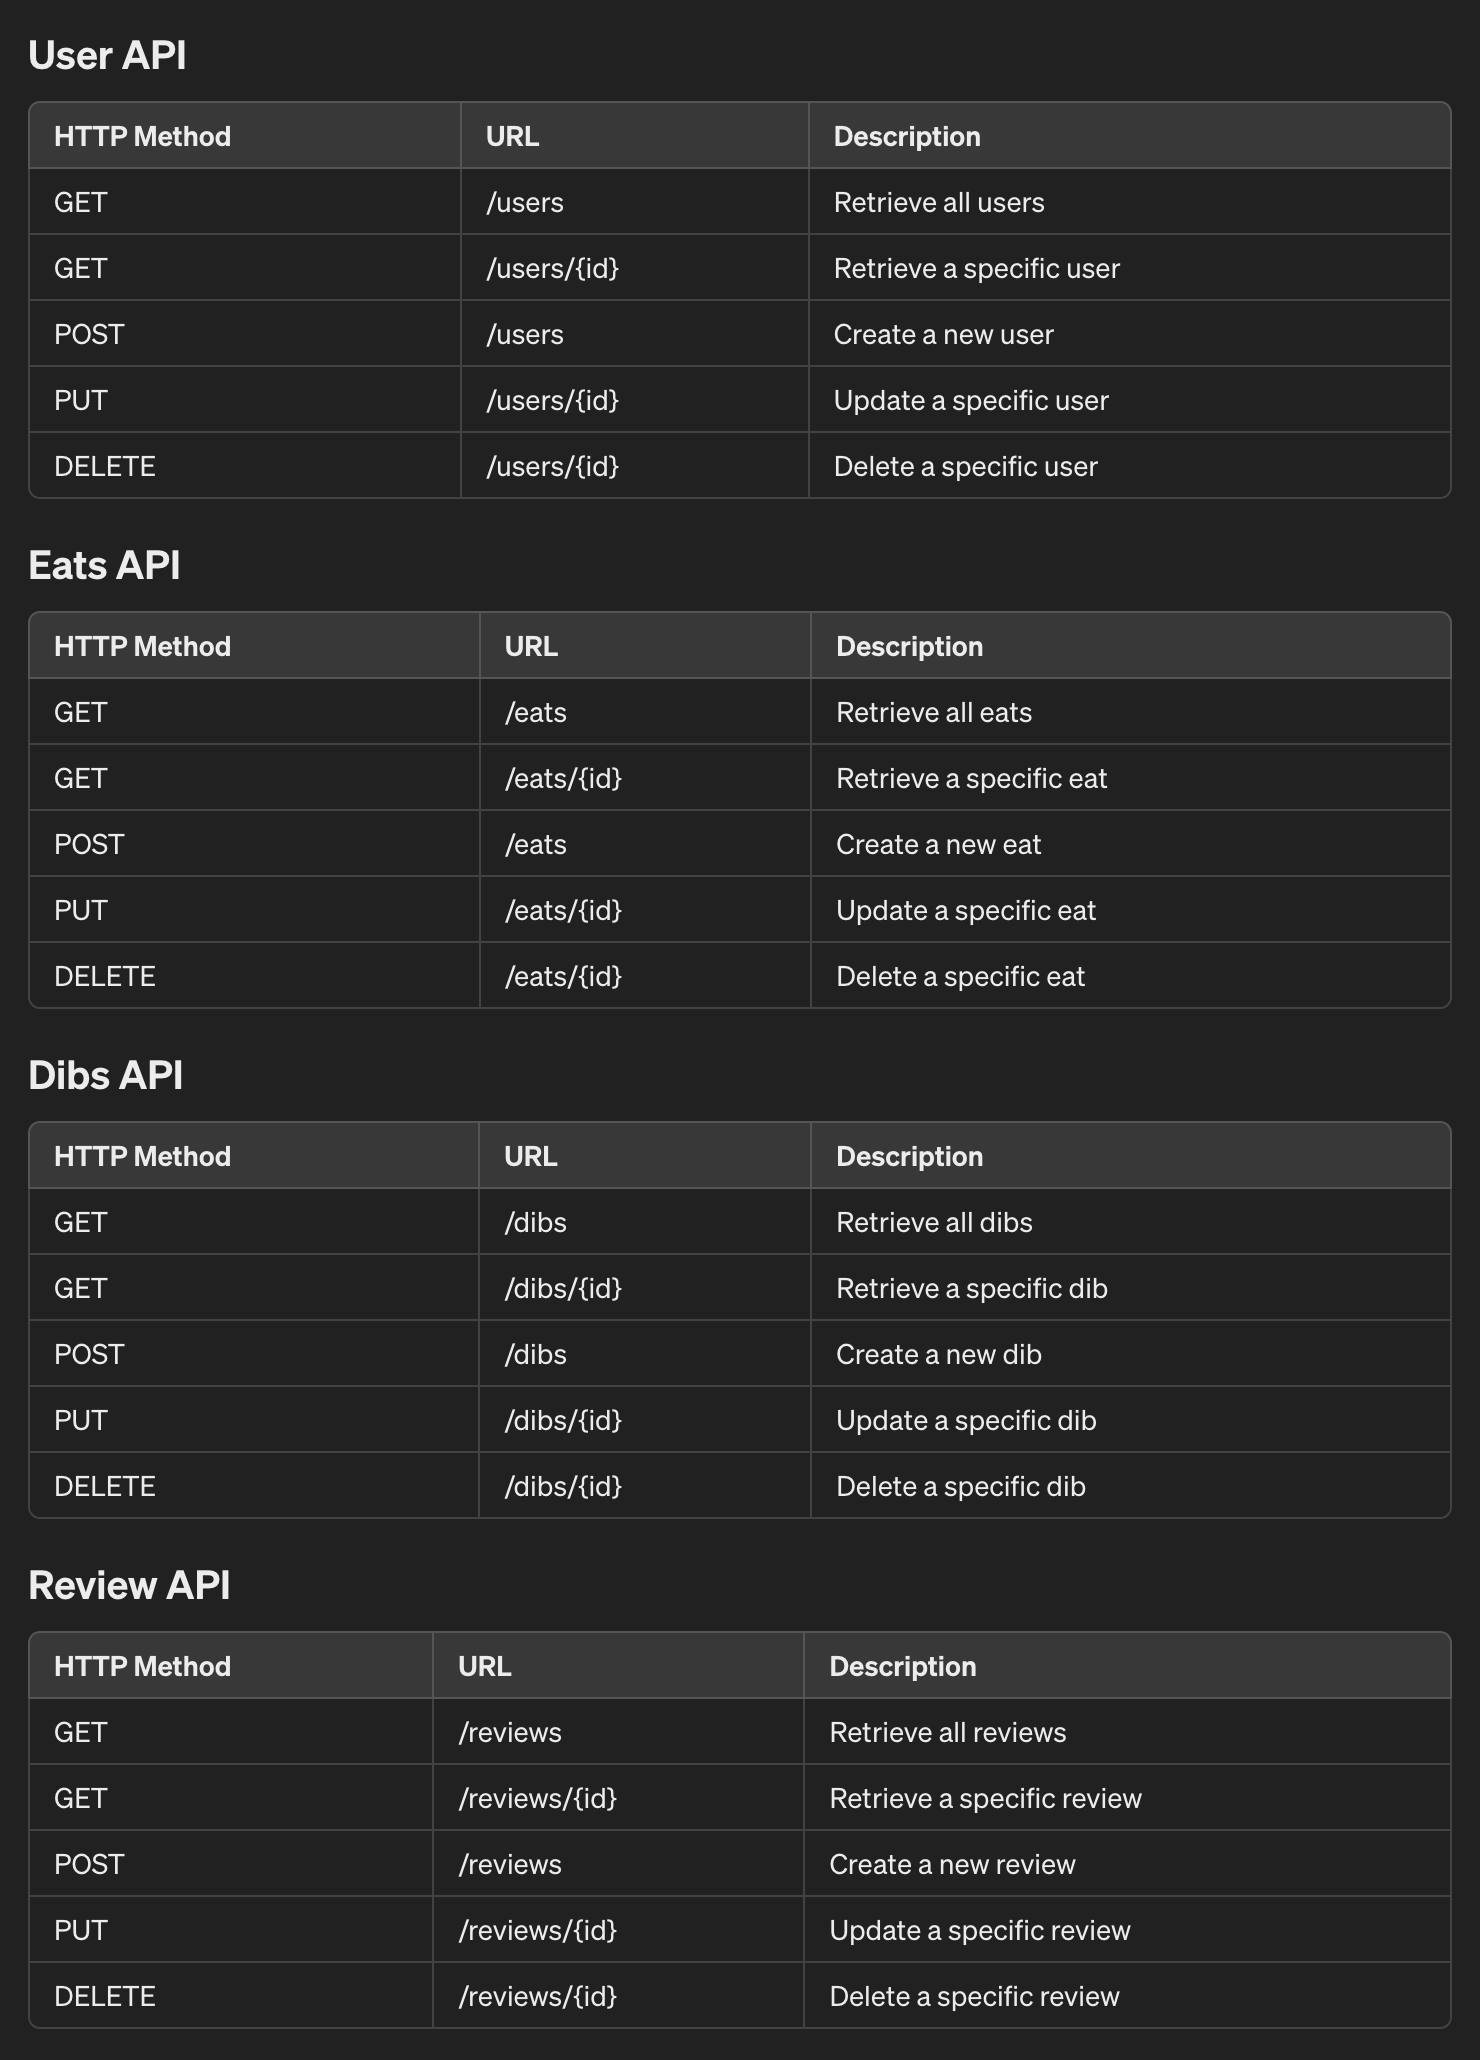 User API
HTTP Method URL Description
GET /users Retrieve all users
GET /users/{id} Retrieve a specific user
POST /users Create a new user
PUT /users/{id} Update a specific user
DELETE /users/{id} Delete a specific user
Eats API
HTTP Method URL Description
GET /eats Retrieve all eats
GET /eats/{id} Retrieve a specific eat
POST /eats Create a new eat
PUT /eats/{id} Update a specific eat
DELETE /eats/{id} Delete a specific eat
Dibs API
HTTP Method URL Description
GET /dibs Retrieve all dibs
GET /dibs/{id} Retrieve a specific dib
POST /dibs Create a new dib
PUT /dibs/{id} Update a specific dib
DELETE /dibs/{id} Delete a specific dib
Review API
HTTP Method URL Description
GET /reviews Retrieve all reviews
GET /reviews/{id} Retrieve a specific review
POST /reviews Create a new review
PUT /reviews/{id} Update a specific review
DELETE /reviews/{id} Delete a specific review